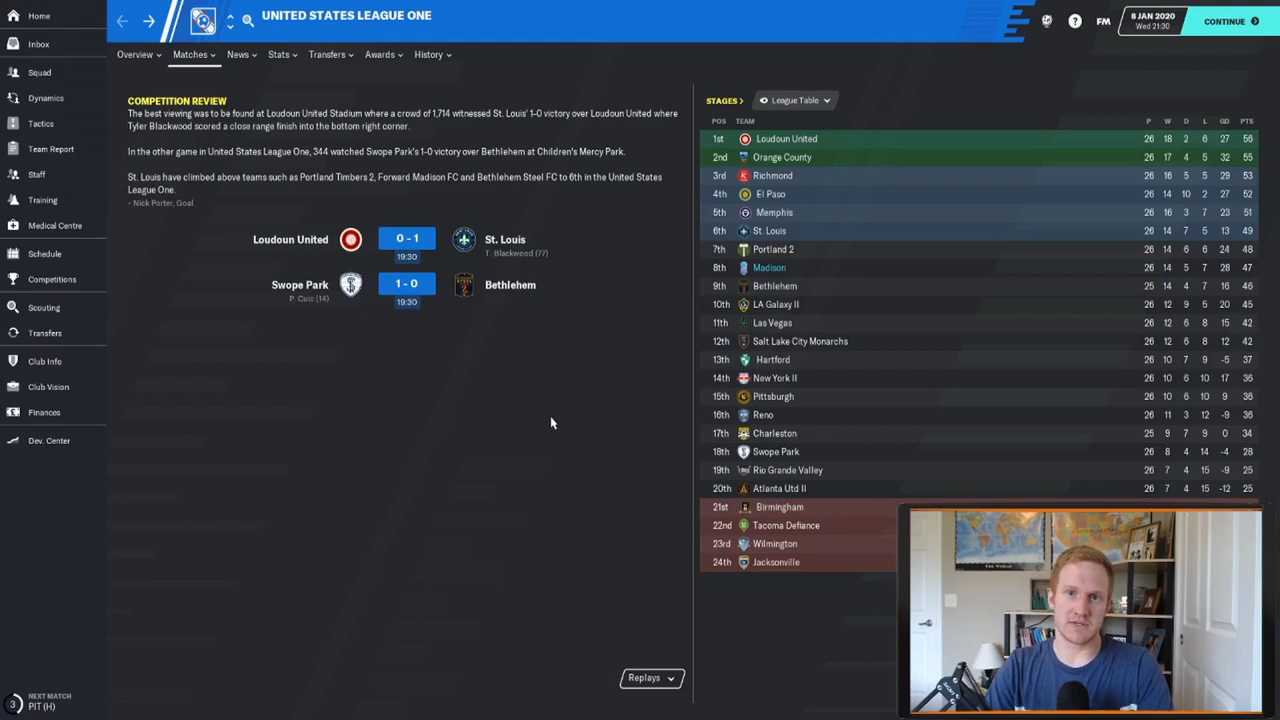 Home
UNITED STATES LEAGUE ONE
FM
8 JAN 2020
Wed 21:30
CONTINUE
Inbox
Squad
Dynamics
Tactics
Team Report
Staff
Training
Medical Centre
Schedule
Competitions
Scouting
Transfers
Club Info
Club Vision
Finances
Dev. Center
3
NEXT MATCH
PIT (H)
Overview
Matches
News
Stats
Transfers
Awards
History
COMPETITION REVIEW
The best viewing was to be found at Loudoun United Stadium where a crowd of 1,714 witnessed St. Louis' 1-0 victory over Loudoun United where
Tyler Blackwood scored a close range finish into the bottom right corner.
In the other game in United States League One, 344 watched Swope Park's 1-0 victory over Bethlehem at Children's Mercy Park.
St. Louis have climbed above teams such as Portland Timbers 2, Forward Madison FC and Bethlehem Steel FC to 6th in the United States
League One.
- Nick Porter, Goal
Loudoun United 0 - 1 St. Louis
19:30 T. Blackwood (77)
Swope Park 1 - 0 Bethlehem
P. Cuic (14) 19:30
Replays
STAGES > League Table
POS TEAM P W D L GD PTS
1st Loudoun United 26 18 2 6 27 56
2nd Orange County 26 17 4 5 32 55
3rd Richmond 26 16 5 5 29 53
4th El Paso 26 14 10 2 27 52
5th Memphis 26 16 3 7 23 51
6th St. Louis 26 14 7 5 13 49
7th Portland 2 26 14 6 6 24 48
8th Madison 26 14 5 7 28 47
9th Bethlehem 25 14 4 7 16 46
10th LA Galaxy II 26 12 9 5 20 45
11th Las Vegas 26 12 6 8 15 42
12th Salt Lake City Monarchs 26 12 6 8 12 42
13th Hartford 26 10 7 9 -5 37
14th New York II 26 10 6 10 17 36
15th Pittsburgh 26 10 6 10 9 36
16th Reno 26 11 3 12 -9 36
17th Charleston 25 9 7 9 0 34
18th Swope Park 26 8 4 14 -4 28
19th Rio Grande Valley 26 7 4 15 -9 25
20th Atlanta Utd II 26 7 4 15 -12 25
21st Birmingham
22nd Tacoma Defiance
23rd Wilmington
24th Jacksonville